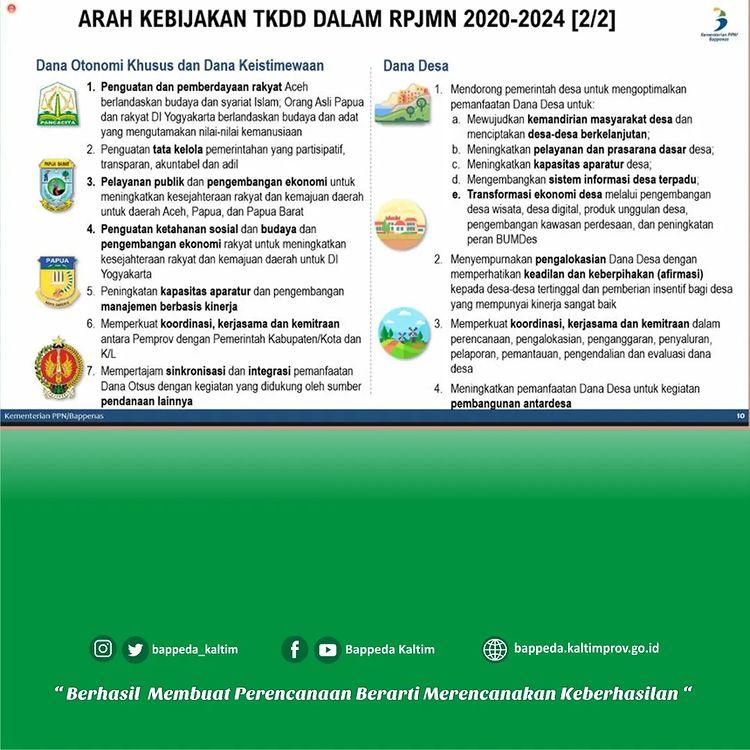 ARAH KEBIJAKAN TKDD DALAM RPJMN 2020-2024 [2/2]
Kementerian PPN/
Bappenas
Dana Otonomi Khusus dan Dana Keistimewaan
1. Penguatan dan pemberdayaan rakyat Aceh
berlandaskan budaya dan syariat Islam; Orang Asli Papua
dan rakyat DI Yogyakarta berlandaskan budaya dan adat
yang mengutamakan nilai-nilai kemanusiaan
2. Penguatan tata kelola pemerintahan yang partisipatif,
transparan, akuntabel dan adil
3. Pelayanan publik dan pengembangan ekonomi untuk
meningkatkan kesejahteraan rakyat dan kemajuan daerah
untuk daerah Aceh, Papua, dan Papua Barat
4. Penguatan ketahanan sosial dan budaya dan
pengembangan ekonomi rakyat untuk meningkatkan
kesejahteraan rakyat dan kemajuan daerah untuk DI
Yogyakarta
5. Peningkatan kapasitas aparatur dan pengembangan
manajemen berbasis kinerja
6. Memperkuat koordinasi, kerjasama dan kemitraan
antara Pemprov dengan Pemerintah Kabupaten/Kota dan
K/L
7. Mempertajam sinkronisasi dan integrasi pemanfaatan
Dana Otsus dengan kegiatan yang didukung oleh sumber
pendanaan lainnya
PANCACITA
PAPUA BARAT
PAPUA
Dana Desa
1. Mendorong pemerintah desa untuk mengoptimalkan
pemanfaatan Dana Desa untuk:
a. Mewujudkan kemandirian masyarakat desa dan
menciptakan desa-desa berkelanjutan;
b. Meningkatkan pelayanan dan prasarana dasar desa;
c. Meningkatkan kapasitas aparatur desa;
d. Mengembangkan sistem informasi desa terpadu;
e. Transformasi ekonomi desa melalui pengembangan
desa wisata, desa digital, produk unggulan desa,
pengembangan kawasan perdesaan, dan peningkatan
peran BUMDes
2. Menyempurnakan pengalokasian Dana Desa dengan
memperhatikan keadilan dan keberpihakan (afirmasi)
kepada desa-desa tertinggal dan pemberian insentif bagi desa
yang mempunyai kinerja sangat baik
3. Memperkuat koordinasi, kerjasama dan kemitraan dalam
perencanaan, pengalokasian, penganggaran, penyaluran,
pelaporan, pemantauan, pengendalian dan evaluasi dana
desa
4. Meningkatkan pemanfaatan Dana Desa untuk kegiatan
pembangunan antardesa
Kementerian PPN/Bappenas
10
bappeda_kaltim
Bappeda Kaltim
bappeda.kaltimprov.go.id
“ Berhasil Membuat Perencanaan Berarti Merencanakan Keberhasilan “